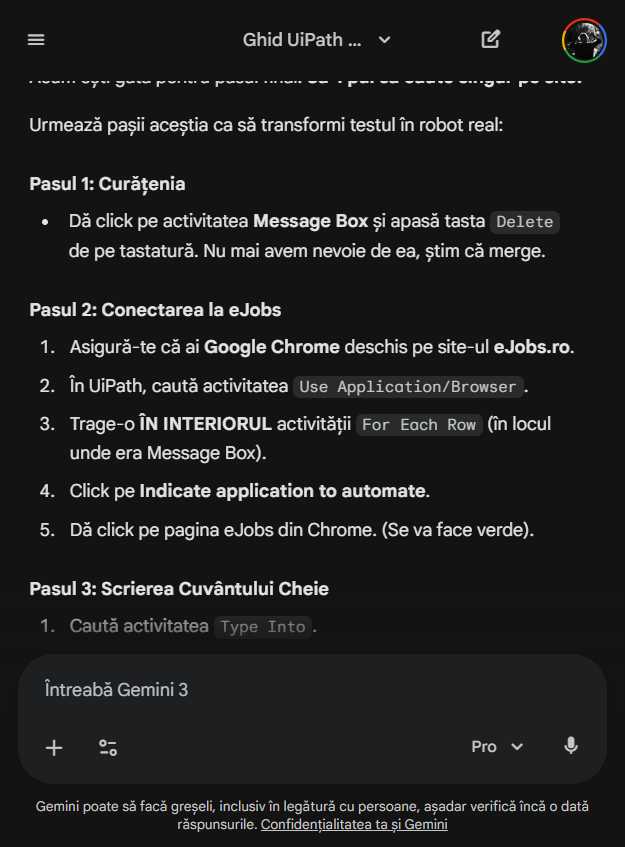 Ghid UiPath ...
Urmează pașii aceștia ca să transformi testul în robot real:
Pasul 1: Curățenia
• Dă click pe activitatea Message Box și apasă tasta Delete
de pe tastatură. Nu mai avem nevoie de ea, știm că merge.
Pasul 2: Conectarea la eJobs
1. Asigură-te că ai Google Chrome deschis pe site-ul eJobs.ro.
2. În UiPath, caută activitatea Use Application/Browser.
3. Trage-o ÎN INTERIORUL activității For Each Row (în locul
unde era Message Box).
4. Click pe Indicate application to automate.
5. Dă click pe pagina eJobs din Chrome. (Se va face verde).
Pasul 3: Scrierea Cuvântului Cheie
1. Caută activitatea Type Into.
Întreabă Gemini 3
Pro
Gemini poate să facă greșeli, inclusiv în legătură cu persoane, așadar verifică încă o dată
răspunsurile. Confidențialitatea ta și Gemini